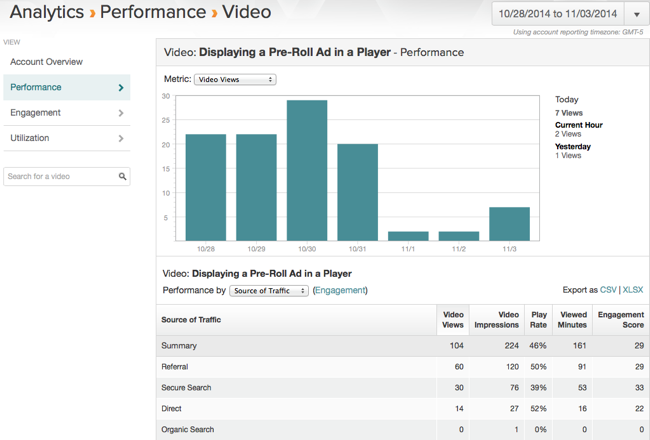 Analytics › Performance › Video
10/28/2014 to 11/03/2014
Using account reporting timezone: GMT-5
VIEW
Account Overview
Performance
Engagement
Utilization
Search for a video
Video: Displaying a Pre-Roll Ad in a Player - Performance
Metric: Video Views
30
25
20
15
10
5
10/28 10/29 10/30 10/31 11/1 11/2 11/3
Today
7 Views
Current Hour
2 Views
Yesterday
1 Views
Video: Displaying a Pre-Roll Ad in a Player
Performance by Source of Traffic (Engagement)
Export as CSV | XLSX
Source of Traffic Video Views Video Impressions Play Rate Viewed Minutes Engagement Score
Summary 104 224 46% 161 29
Referral 60 120 50% 91 29
Secure Search 30 76 39% 53 33
Direct 14 27 52% 16 22
Organic Search 0 1 0% 0 0